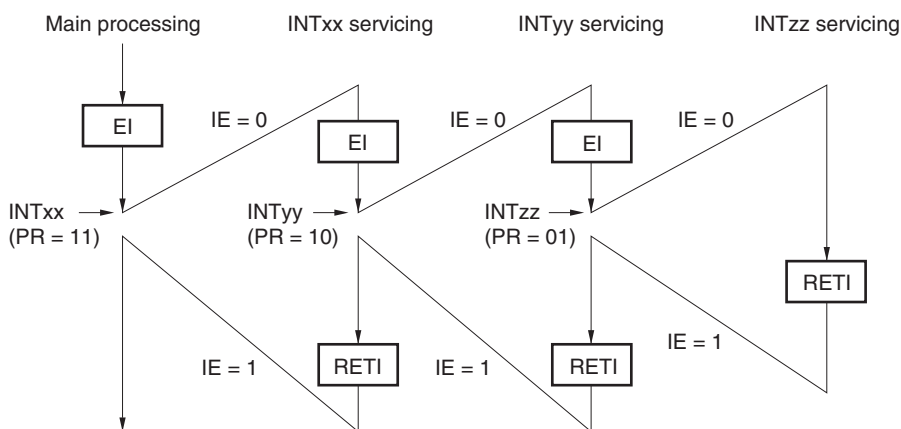 Main processing INTxx servicing INTyy servicing INTzz servicing
EI IE = 0 EI IE = 0 EI IE = 0
INTxx INTyy INTzz
(PR = 11) (PR = 10) (PR = 01)
RETI
IE = 1 RETI IE = 1 RETI IE = 1